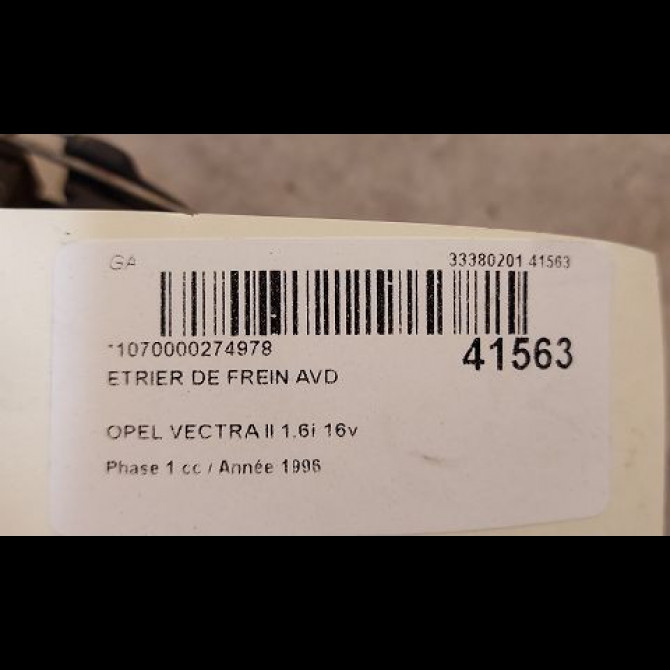 GA 33380201 41563
*1070000274978 41563
ETRIER DE FREIN AVD
OPEL VECTRA II 1.6i 16v
Phase 1 cc / Année 1996